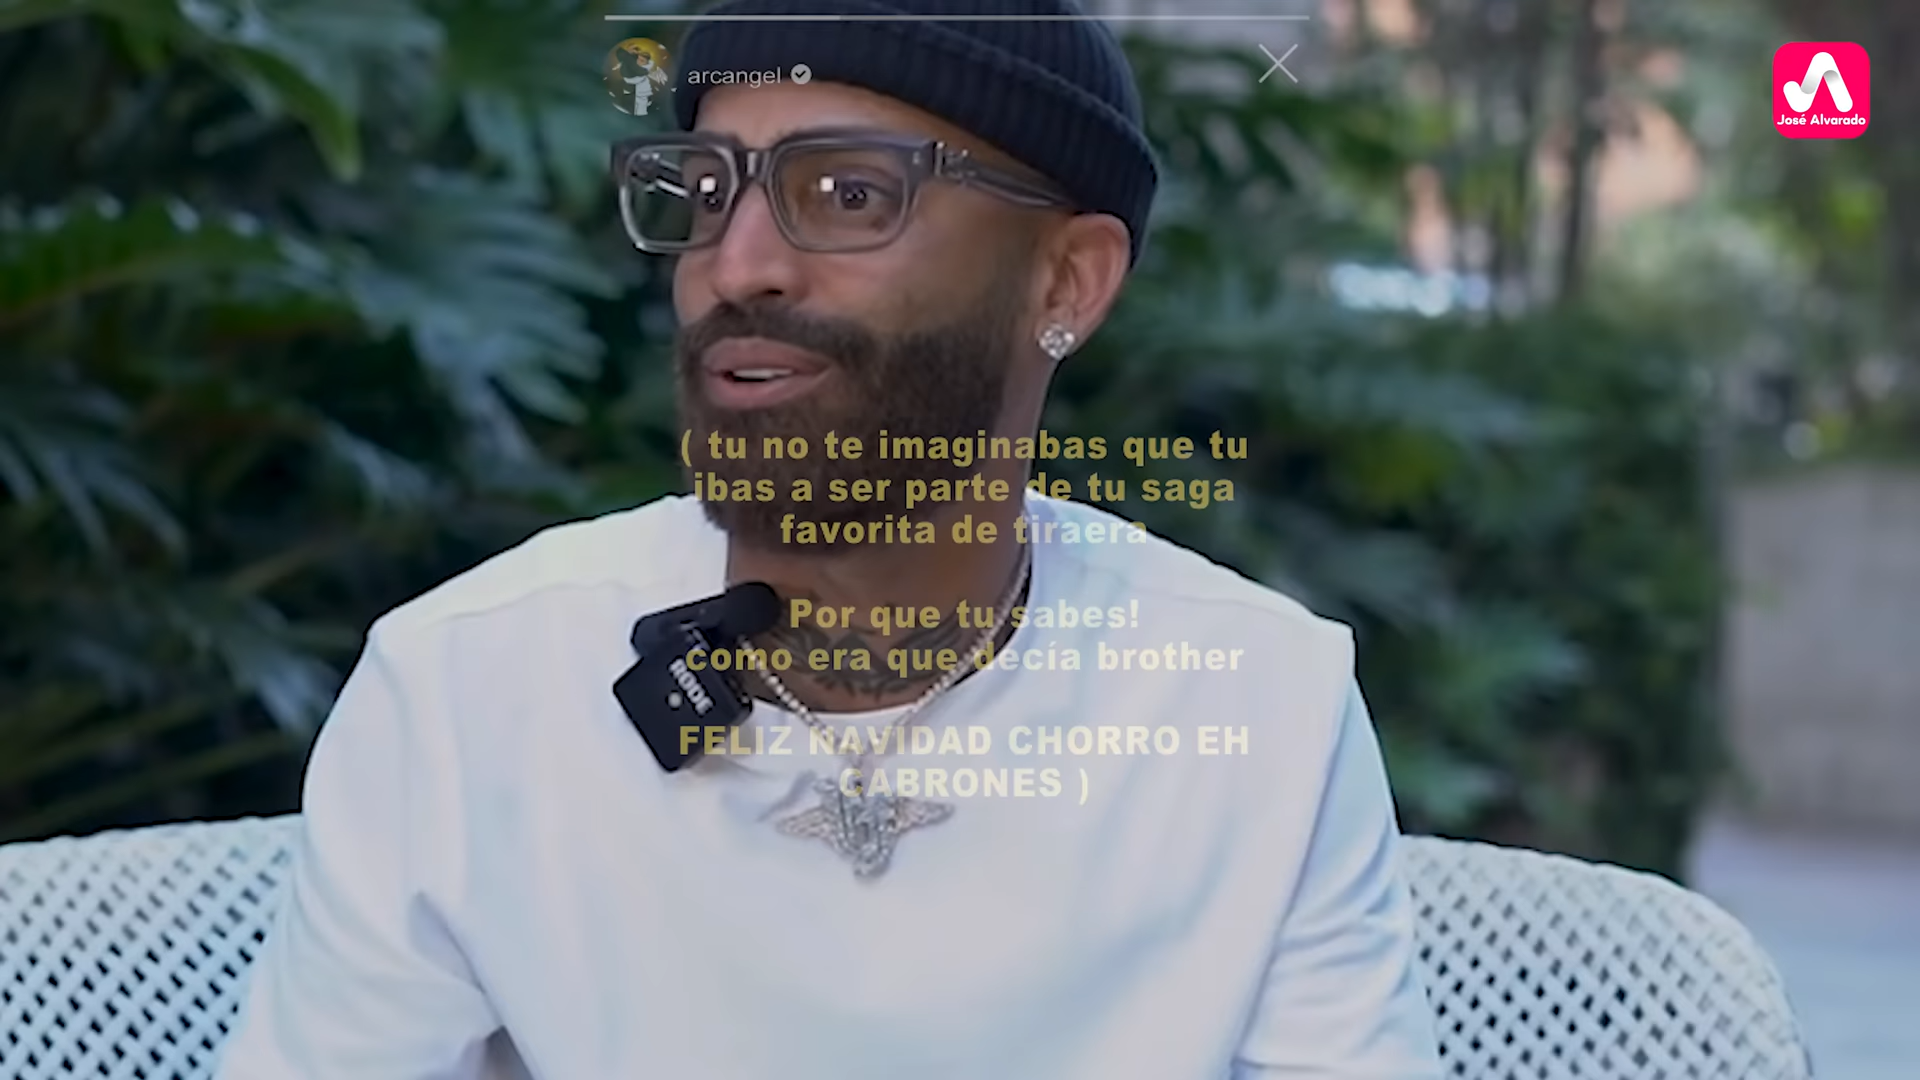 arcangel
José Alvarado
( tu no te imaginabas que tu
ibas a ser parte de tu saga
favorita de tiraera
Por que tu sabes!
como era que decía brother
RODE
FELIZ NAVIDAD CHORRO EH
CABRONES )